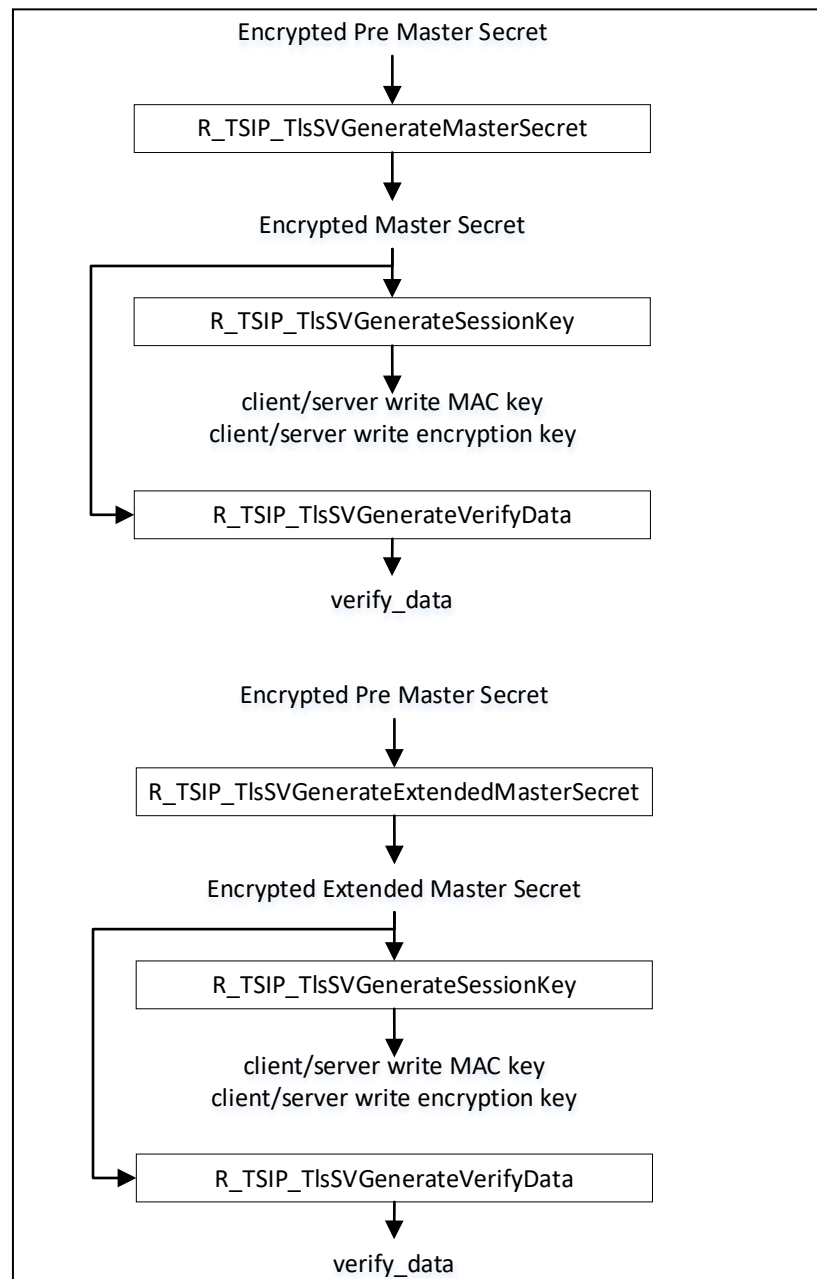 Encrypted Pre Master Secret
R_TSIP_TlsSVGenerateMasterSecret
Encrypted Master Secret
R_TSIP_TlsSVGenerateSessionKey
client/server write MAC key
client/server write encryption key
R_TSIP_TlsSVGenerateVerifyData
verify_data
Encrypted Pre Master Secret
R_TSIP_TlsSVGenerateExtendedMasterSecret
Encrypted Extended Master Secret
R_TSIP_TlsSVGenerateSessionKey
client/server write MAC key
client/server write encryption key
R_TSIP_TlsSVGenerateVerifyData
verify_data